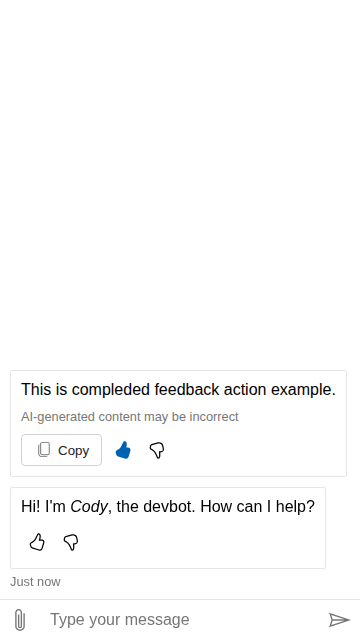 This is compleded feedback action example.
AI-generated content may be incorrect
Copy
Hi! I'm Cody, the devbot. How can I help?
Just now
Type your message